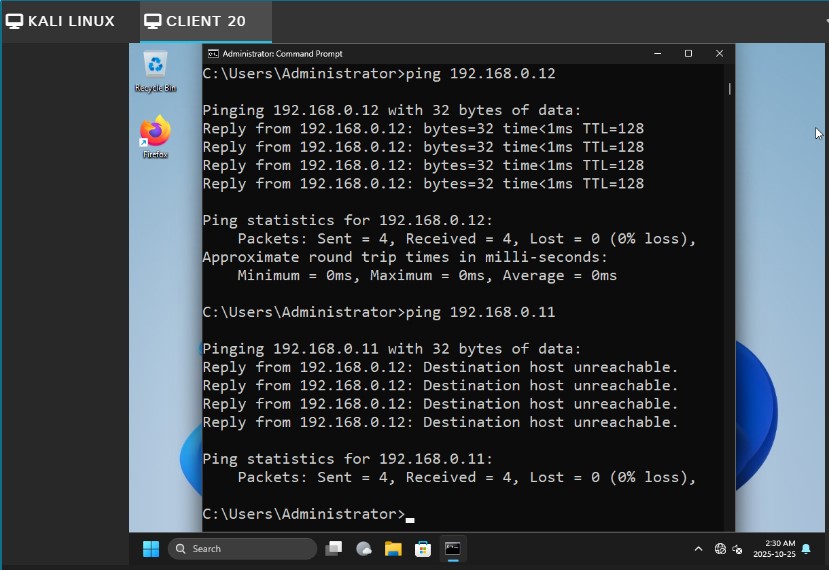 KALI LINUX
CLIENT 20
Recycle Bin
Firefox
Administrator: Command Prompt
C:\Users\Administrator>ping 192.168.0.12
Pinging 192.168.0.12 with 32 bytes of data:
Reply from 192.168.0.12: bytes=32 time<1ms TTL=128
Reply from 192.168.0.12: bytes=32 time<1ms TTL=128
Reply from 192.168.0.12: bytes=32 time<1ms TTL=128
Reply from 192.168.0.12: bytes=32 time<1ms TTL=128
Ping statistics for 192.168.0.12:
Packets: Sent = 4, Received = 4, Lost = 0 (0% loss),
Approximate round trip times in milli-seconds:
Minimum = 0ms, Maximum = 0ms, Average = 0ms
C:\Users\Administrator>ping 192.168.0.11
Pinging 192.168.0.11 with 32 bytes of data:
Reply from 192.168.0.12: Destination host unreachable.
Reply from 192.168.0.12: Destination host unreachable.
Reply from 192.168.0.12: Destination host unreachable.
Reply from 192.168.0.12: Destination host unreachable.
Ping statistics for 192.168.0.11:
Packets: Sent = 4, Received = 4, Lost = 0 (0% loss),
C:\Users\Administrator>
Search
2:30 AM
2025-10-25